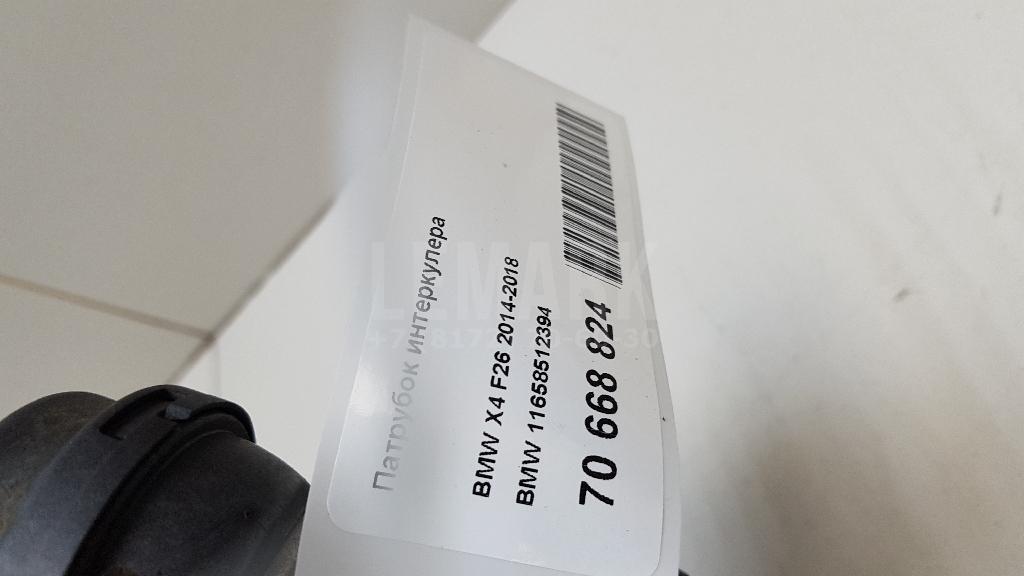 Патрубок интеркулера
BMW X4 F26 2014-2018
BMW 11658512394
70 668 824